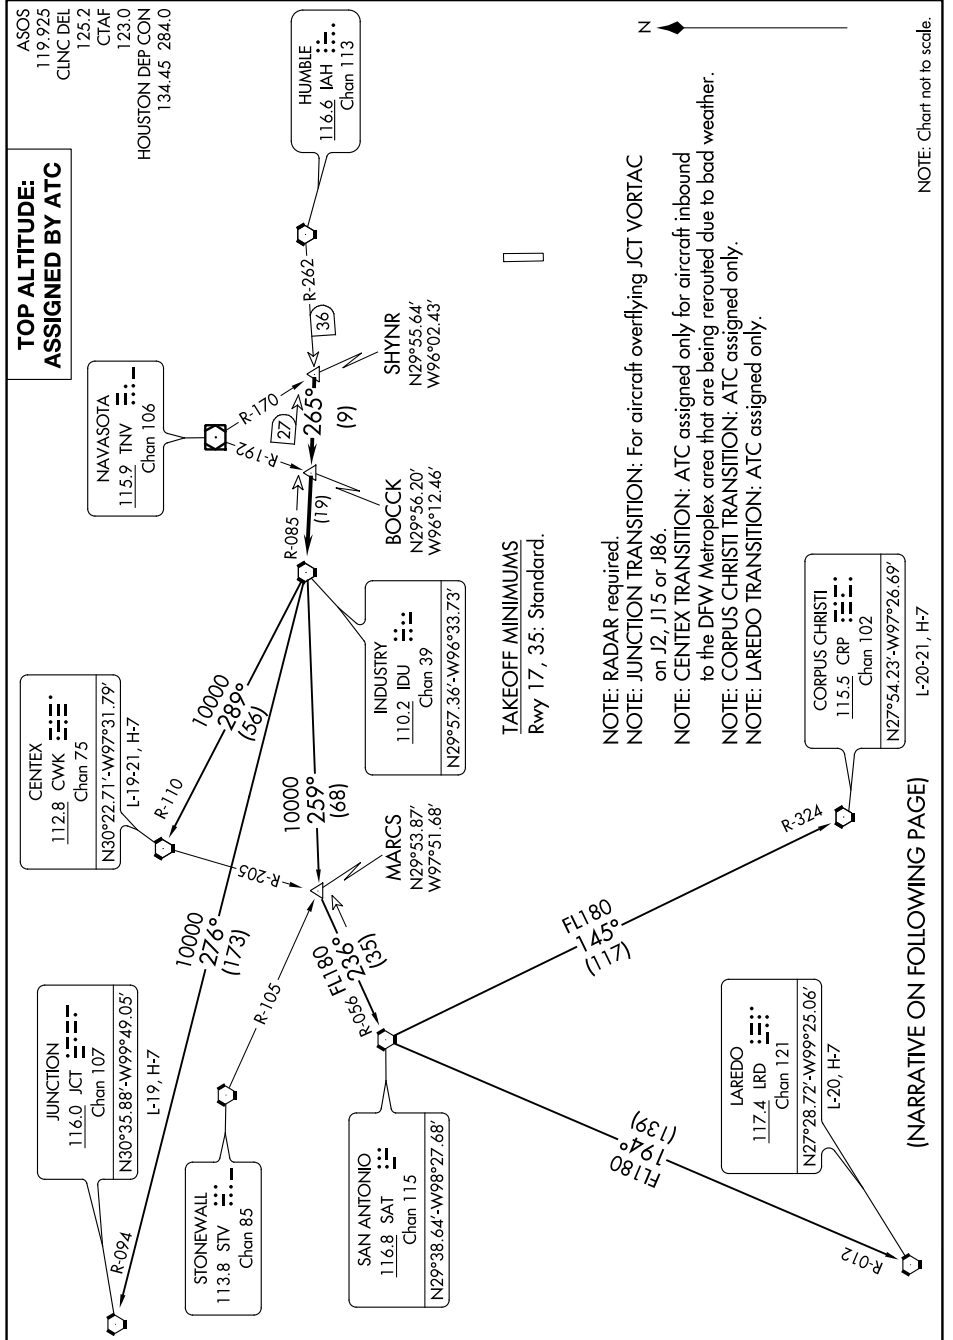 TOP ALTITUDE:
ASSIGNED BY ATC
ASOS
119.925
CLNC DEL
125.2
CTAF
123.0
HOUSTON DEP CON
134.45 284.0
JUNCTION
116.0 JCT
Chan 107
N30°35.88'-W99°49.05'
L-19, H-7
R-094
CENTEX
112.8 CWK
Chan 75
N30°22.71'-W97°31.79'
L-19-21, H-7
R-110
R-205
NAVASOTA
115.9 TNV
Chan 106
R-170
R-192
HUMBLE
116.6 IAH
Chan 113
R-262
36
27
265°
(9)
SHYNR
N29°55.64'
W96°02.43'
BOCCK
N29°56.20'
W96°12.46'
R-085
(19)
10000
289°
(56)
10000
276°
(173)
10000
259°
(68)
INDUSTRY
110.2 IDU
Chan 39
N29°57.36'-W96°33.73'
MARCS
N29°53.87'
W97°51.68'
STONEWALL
113.8 STV
Chan 85
R-105
FL180
236°
(35)
R-056
SAN ANTONIO
116.8 SAT
Chan 115
N29°38.64'-W98°27.68'
FL180
145°
(117)
R-324
FL180
194°
(139)
R-012
CORPUS CHRISTI
115.5 CRP
Chan 102
N27°54.23'-W97°26.69'
L-20-21, H-7
LAREDO
117.4 LRD
Chan 121
N27°28.72'-W99°25.06'
L-20, H-7
TAKEOFF MINIMUMS
Rwy 17, 35: Standard.
NOTE: RADAR required.
NOTE: JUNCTION TRANSITION: For aircraft overflying JCT VORTAC
on J2, J15 or J86.
NOTE: CENTEX TRANSITION: ATC assigned only for aircraft inbound
to the DFW Metroplex area that are being rerouted due to bad weather.
NOTE: CORPUS CHRISTI TRANSITION: ATC assigned only.
NOTE: LAREDO TRANSITION: ATC assigned only.
N
(NARRATIVE ON FOLLOWING PAGE)
NOTE: Chart not to scale.